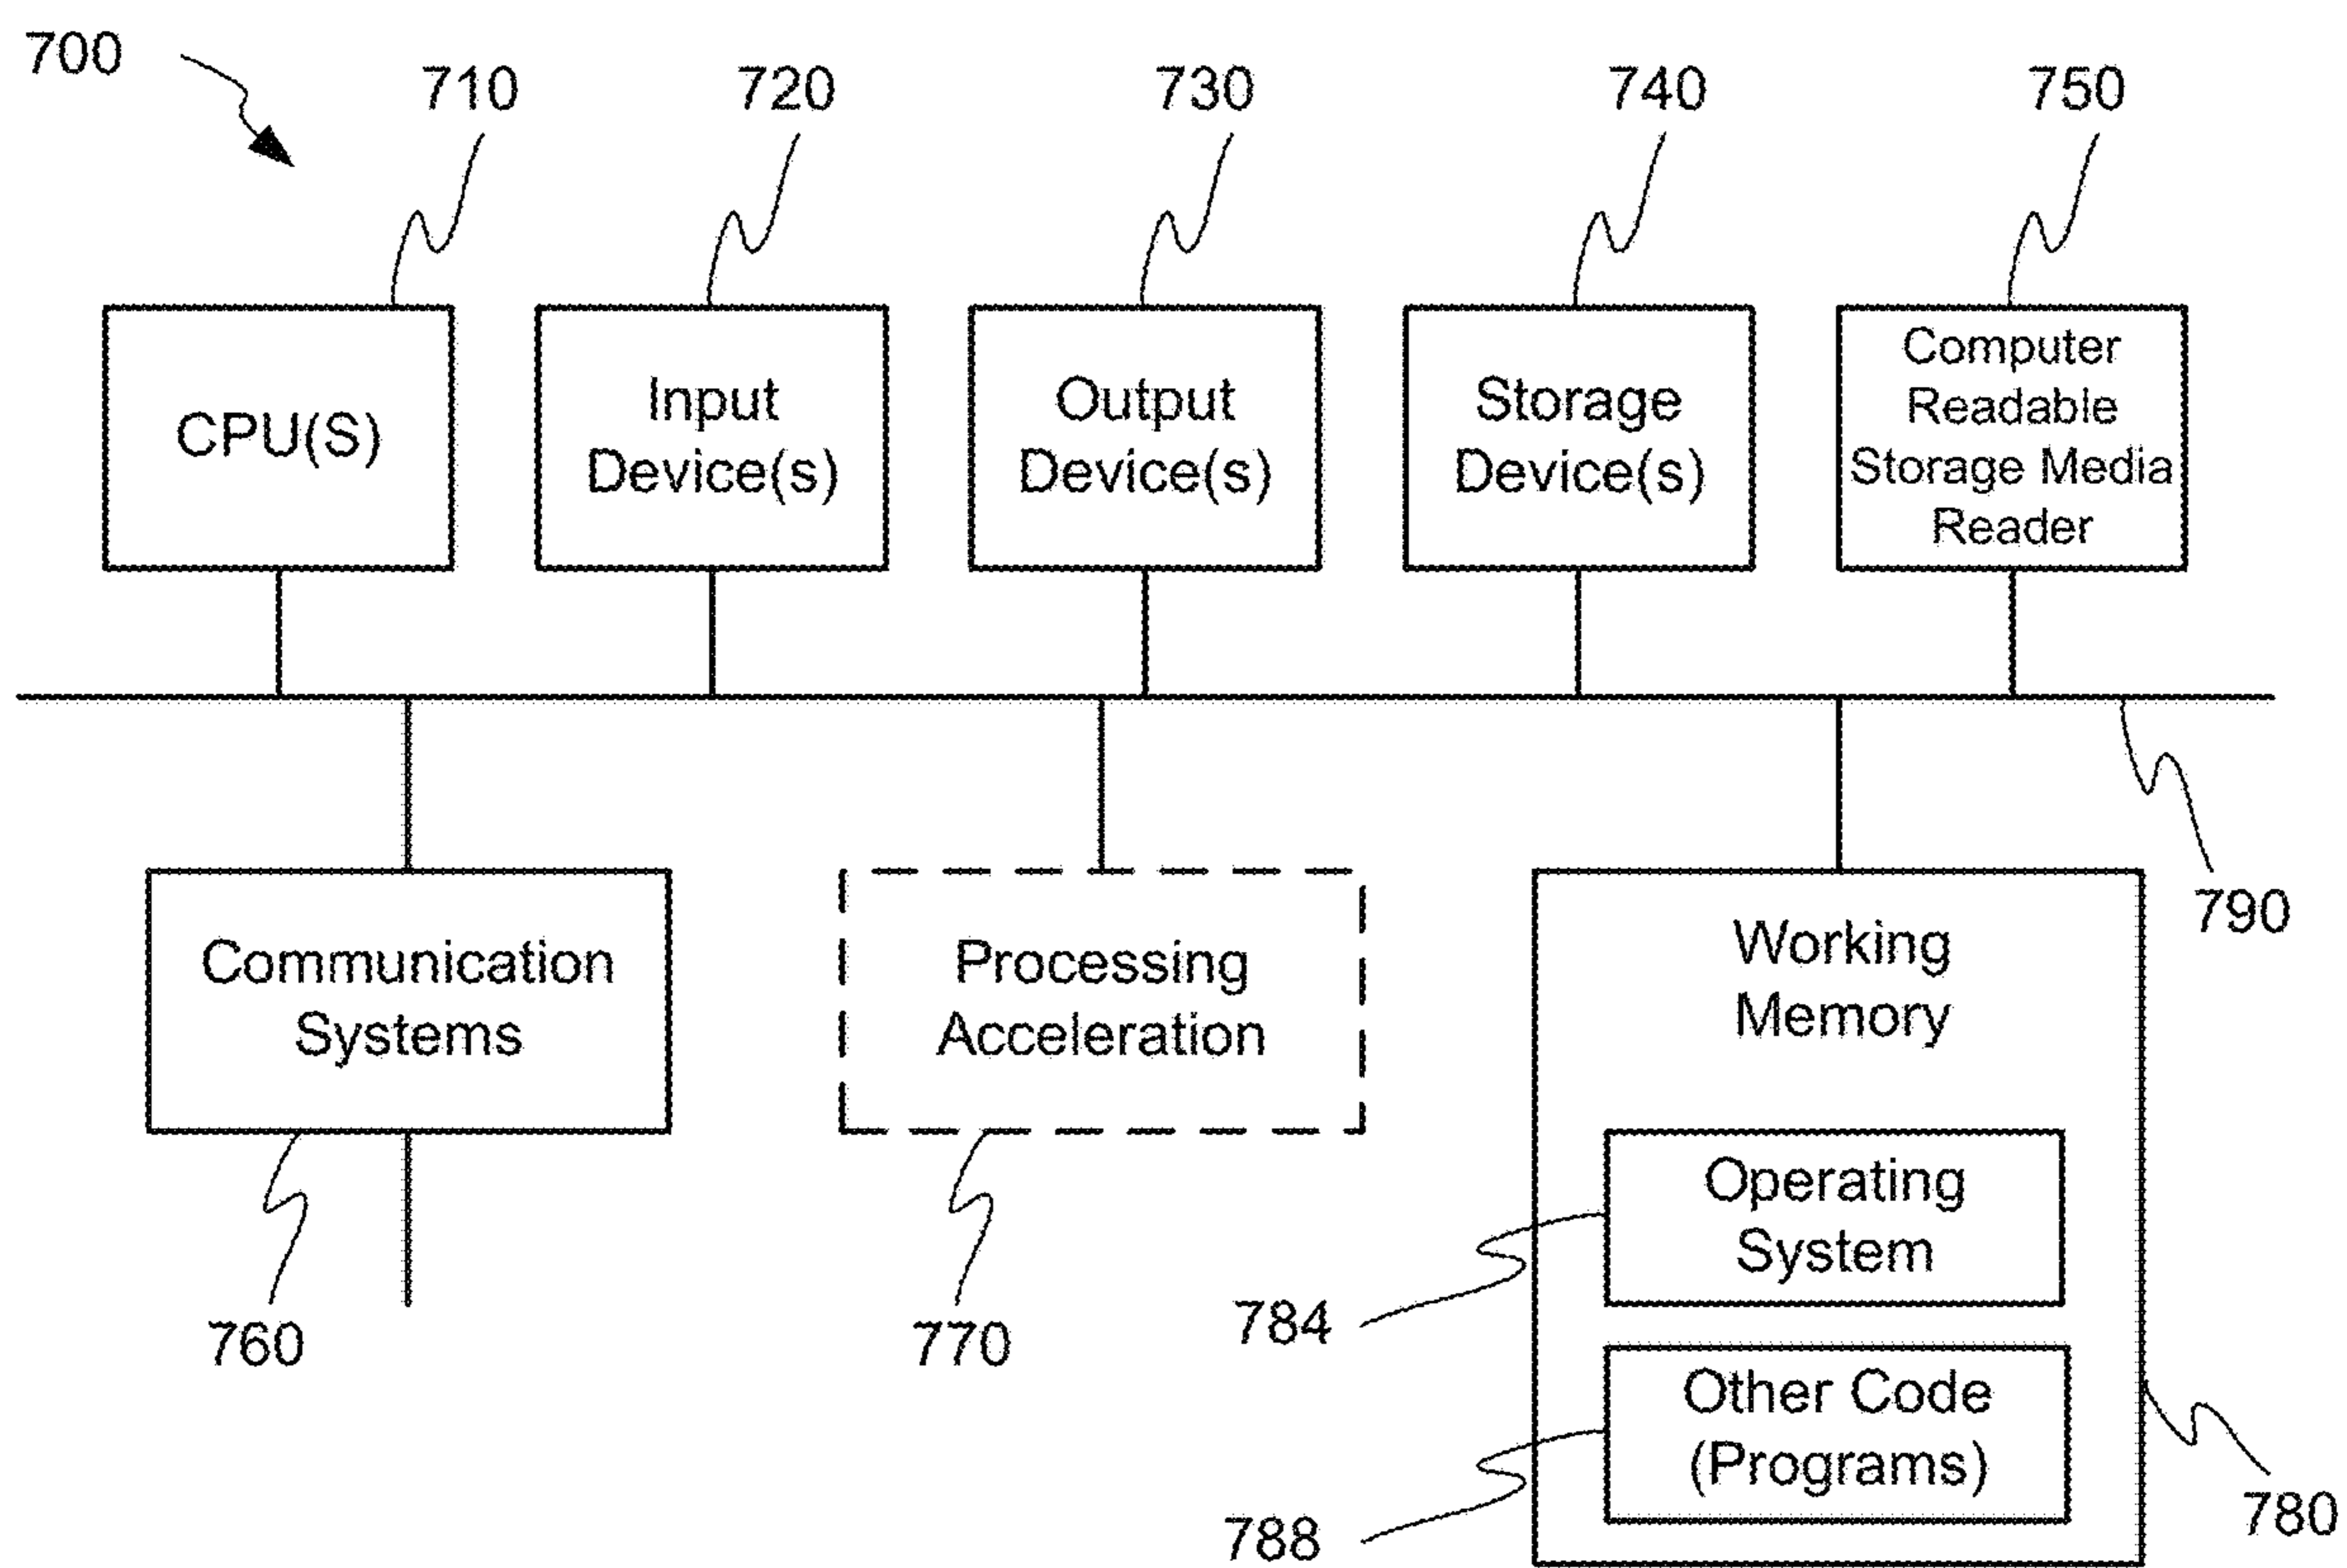 700
710
720
730
740
750
CPU(S)
Input
Device(s)
Output
Device(s)
Storage
Device(s)
Computer
Readable
Storage Media
Reader
790
Communication
Systems
Processing
Acceleration
Working
Memory
Operating
System
784
760
770
Other Code
(Programs)
788
780